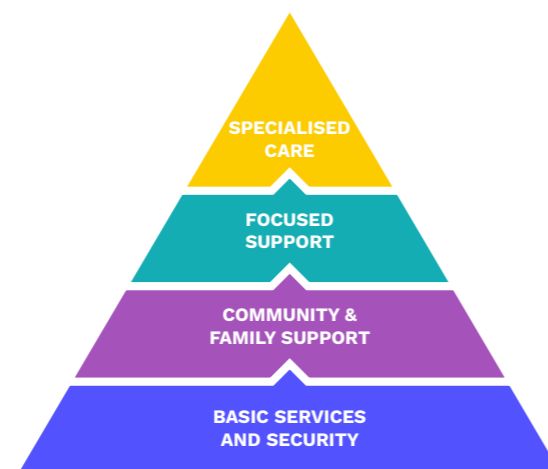 SPECIALISED
CARE
FOCUSED
SUPPORT
COMMUNITY &
FAMILY SUPPORT
BASIC SERVICES
AND SECURITY